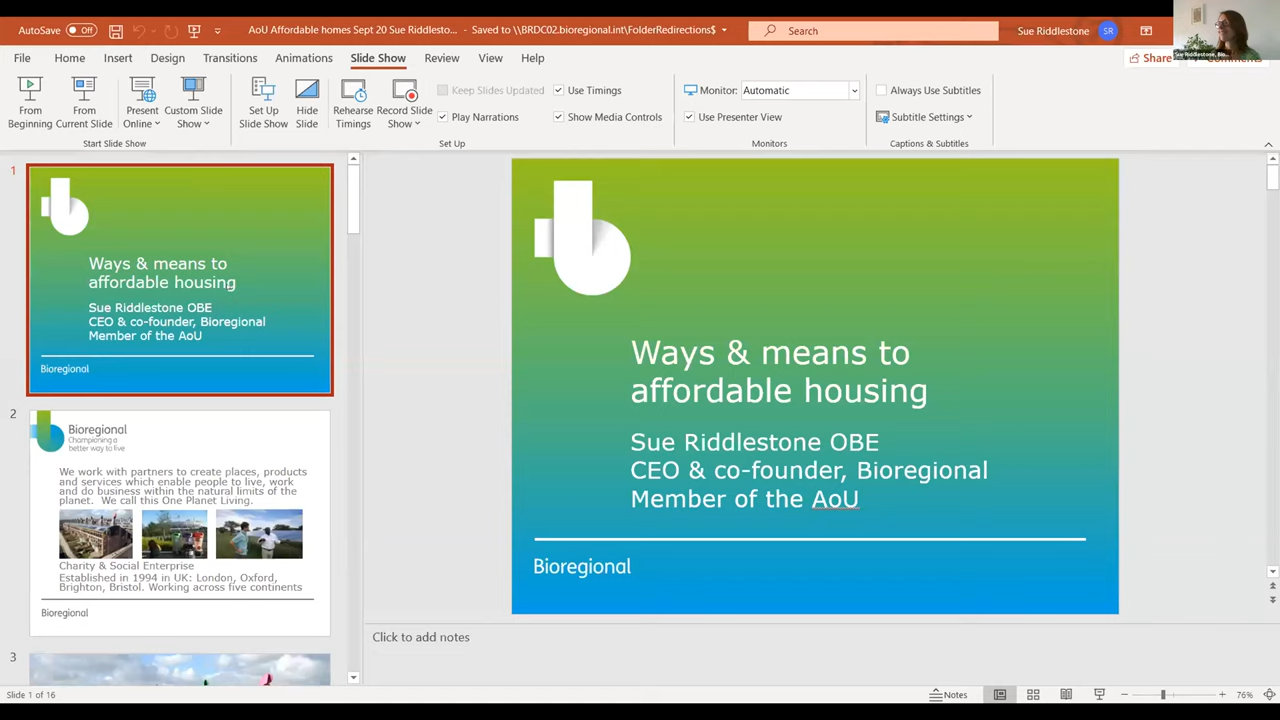 AutoSave
Off
AoU Affordable homes Sept 20 Sue Riddlesto... - Saved to \\BRDC02.bioregional.int\FolderRedirections$
Search
Sue Riddlestone
SR
File
Home
Insert
Design
Transitions
Animations
Slide Show
Review
View
Help
Share
Comments
From
Beginning
From
Current Slide
Present
Online
Custom Slide
Show
Set Up
Slide Show
Hide
Slide
Rehearse
Timings
Record Slide
Show
Keep Slides Updated
Use Timings
Play Narrations
Show Media Controls
Monitor:
Automatic
Use Presenter View
Always Use Subtitles
Subtitle Settings
Start Slide Show
Set Up
Monitors
Captions & Subtitles
1
Ways & means to
affordable housing
Sue Riddlestone OBE
CEO & co-founder, Bioregional
Member of the AoU
Bioregional
2
Bioregional
Championing a
better way to live
We work with partners to create places, products
and services which enable people to live, work
and do business within the natural limits of the
planet. We call this One Planet Living.
Charity & Social Enterprise
Established in 1994 in UK: London, Oxford,
Brighton, Bristol. Working across five continents
Bioregional
3
Ways & means to
affordable housing
Sue Riddlestone OBE
CEO & co-founder, Bioregional
Member of the AoU
Bioregional
Click to add notes
Slide 1 of 16
Notes
76%